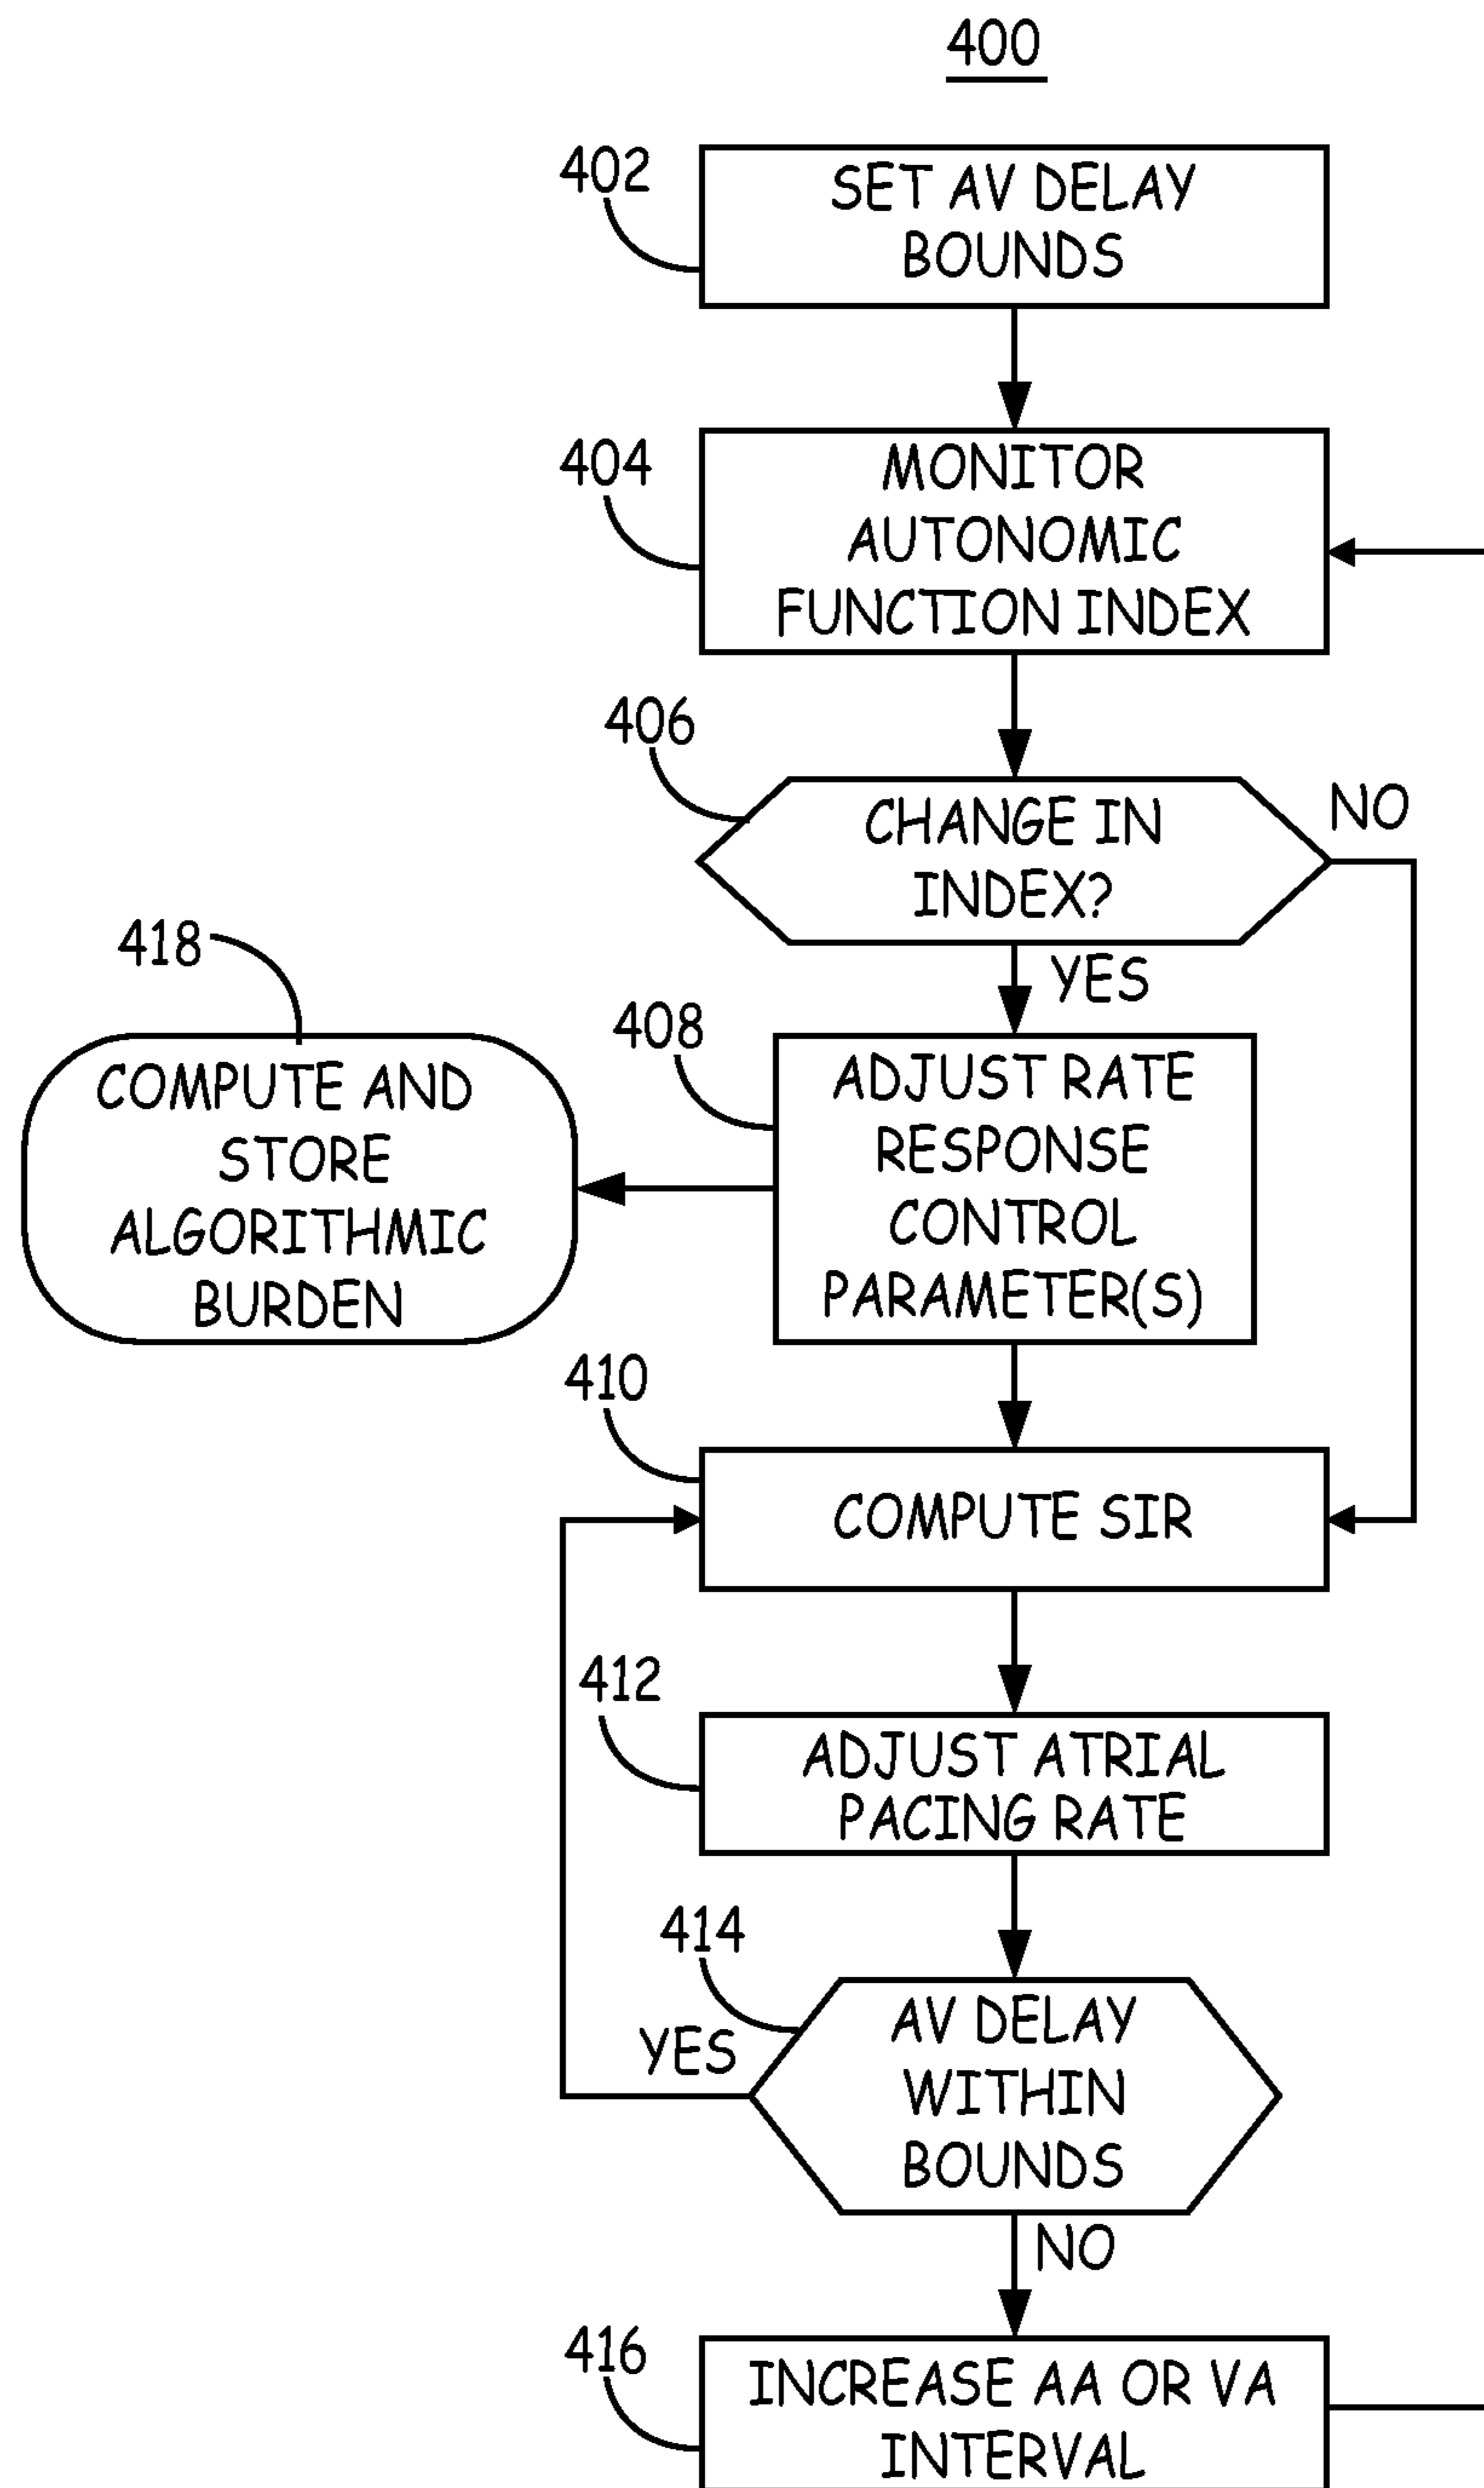 400
402
SET AV DELAY
BOUNDS
404
MONITOR
AUTONOMIC
FUNCTION INDEX
406
CHANGE IN
INDEX?
NO
YES
418
COMPUTE AND
STORE
ALGORITHMIC
BURDEN
408
ADJUST RATE
RESPONSE
CONTROL
PARAMETER(S)
410
COMPUTE SIR
412
ADJUST ATRIAL
PACING RATE
414
AV DELAY
WITHIN
BOUNDS
YES
NO
416
INCREASE AA OR VA
INTERVAL